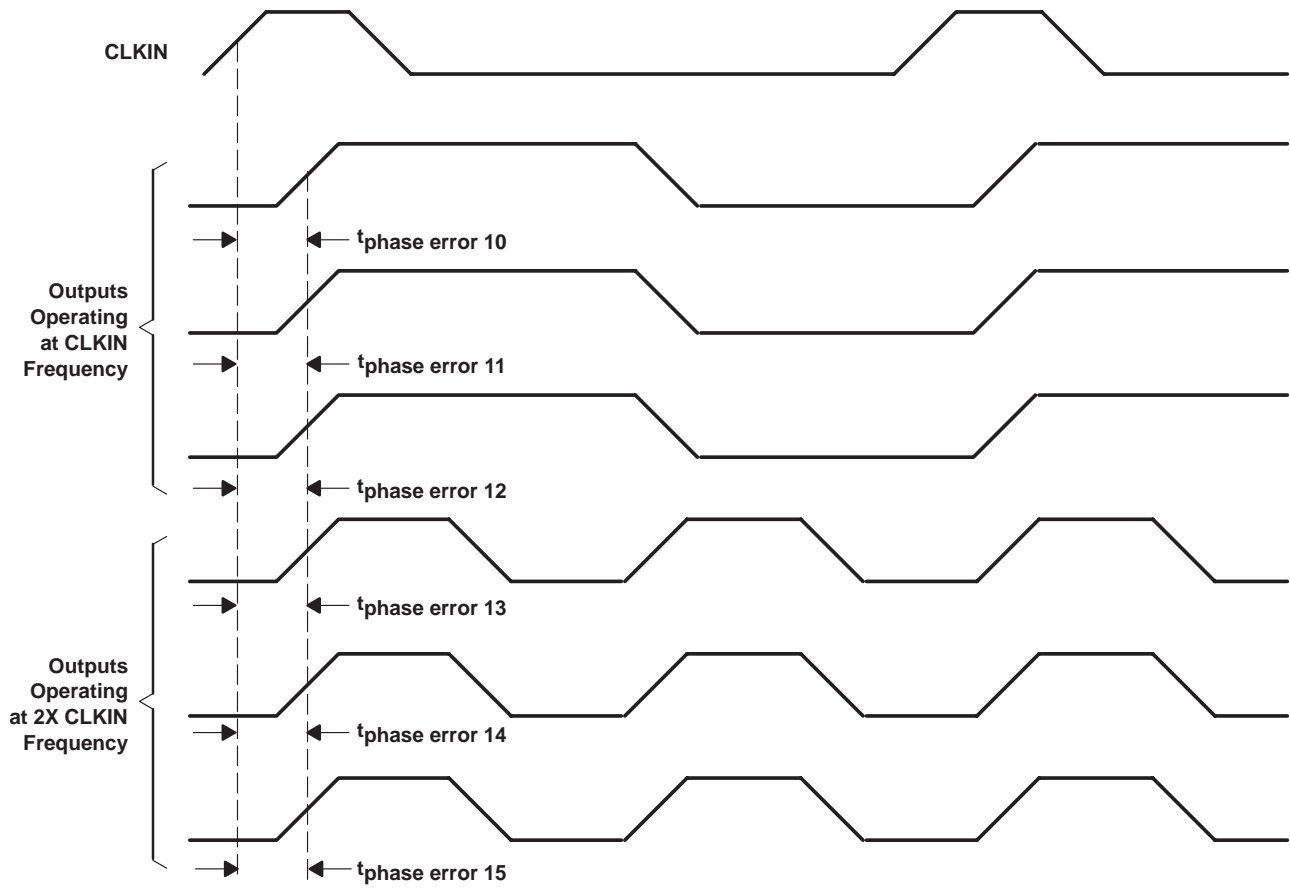 CLKIN
tphase error 10
Outputs
Operating
at CLKIN
Frequency
tphase error 11
tphase error 12
tphase error 13
Outputs
Operating
at 2X CLKIN
Frequency
tphase error 14
tphase error 15